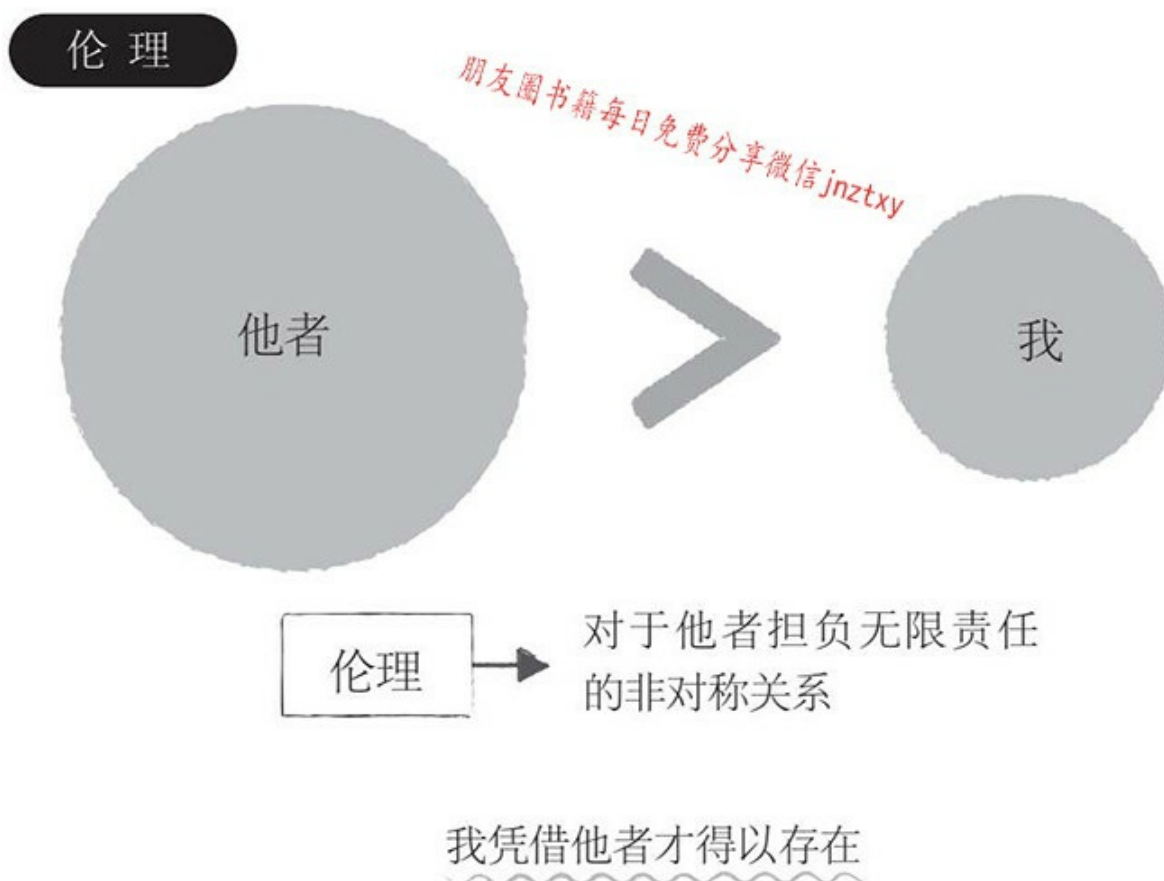 伦理
朋友圈书籍每日免费分享微信jnztxy
他者
我
伦理
对于他者担负无限责任
的非对称关系
我凭借他者才得以存在